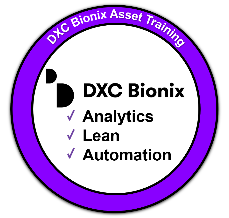 DXC Bionix Asset Training
DXC Bionix
✓ Analytics
✓ Lean
✓ Automation